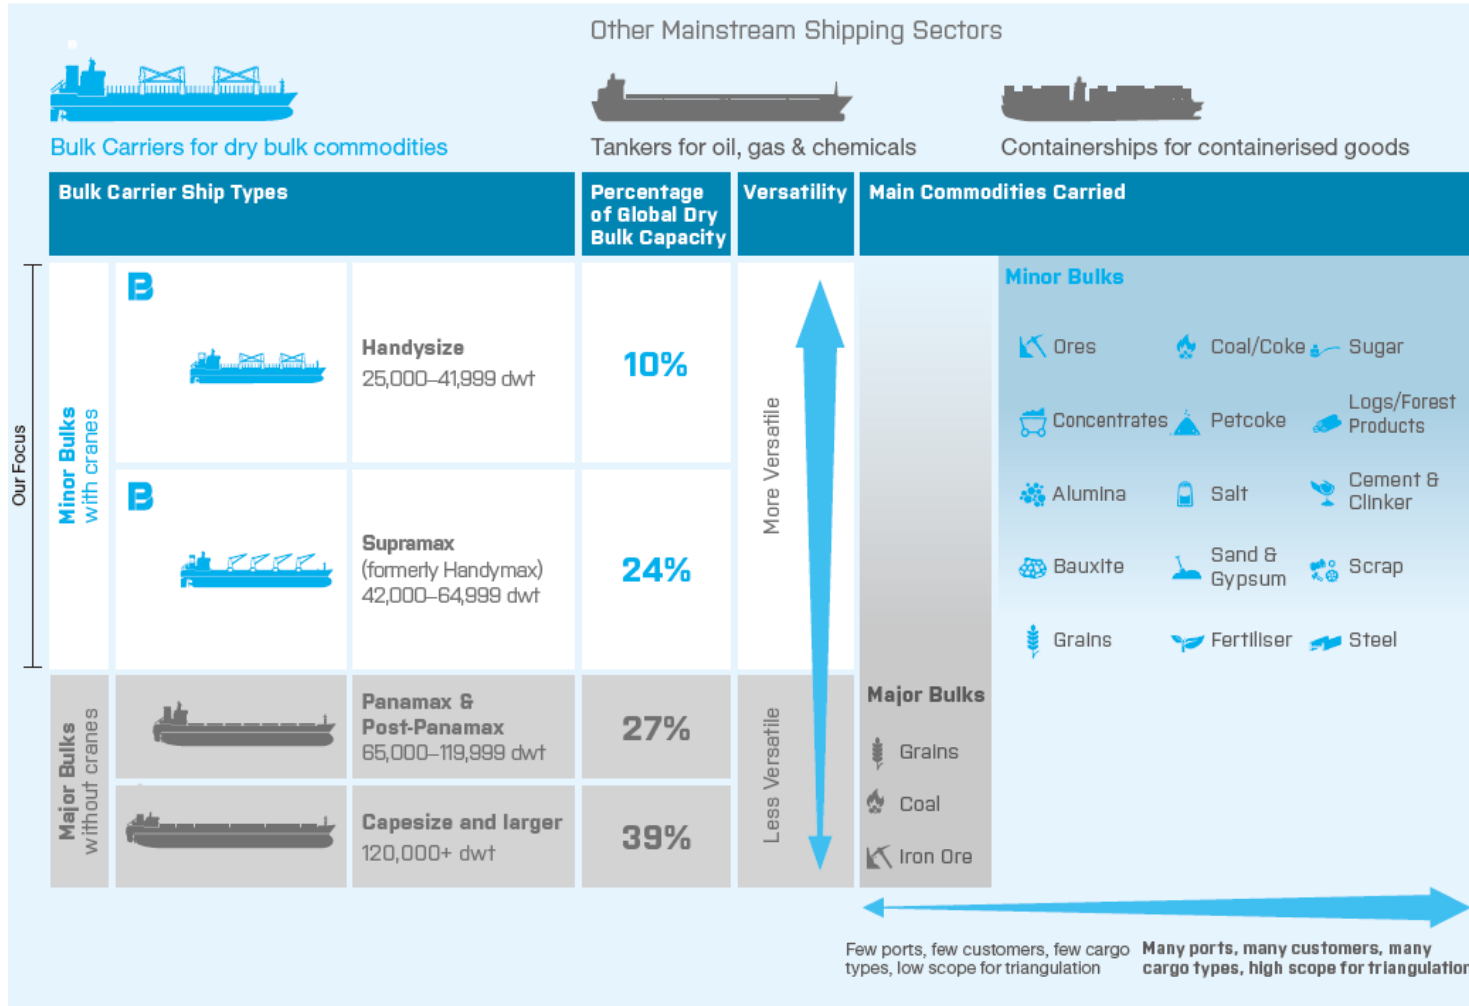 Other Mainstream Shipping Sectors
Bulk Carriers for dry bulk commodities
Tankers for oil, gas & chemicals
Containerships for containerised goods
Bulk Carrier Ship Types
Percentage
of Global Dry
Bulk Capacity
Versatility
Main Commodities Carried
Our Focus
Minor Bulks
with cranes
B
Handysize
25,000–41,999 dwt
10%
B
Supramax
(formerly Handymax)
42,000–64,999 dwt
24%
Major Bulks
without cranes
Panamax &
Post-Panamax
65,000–119,999 dwt
27%
Capesize and larger
120,000+ dwt
39%
More Versatile
Less Versatile
Minor Bulks
Ores
Coal/Coke
Sugar
Concentrates
Petcoke
Logs/Forest
Products
Alumina
Salt
Cement &
Clinker
Bauxite
Sand &
Gypsum
Scrap
Grains
Fertiliser
Steel
Major Bulks
Grains
Coal
Iron Ore
Few ports, few customers, few cargo
types, low scope for triangulation
Many ports, many customers, many
cargo types, high scope for triangulation